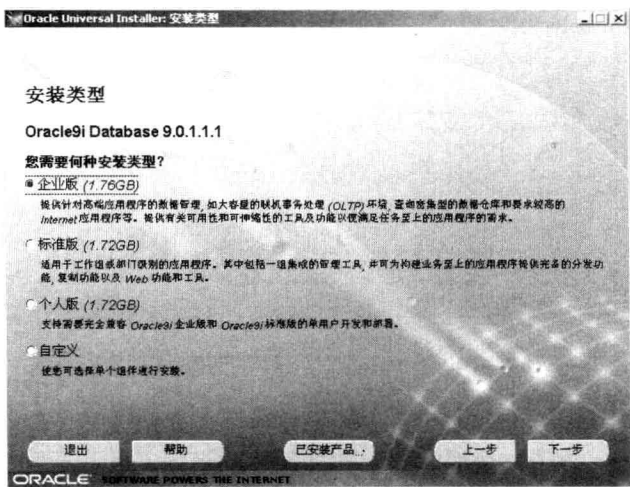 Oracle Universal Installer: 安装类型
安装类型
Oracle9i Database 9.0.1.1.1
您需要何种安装类型?
企业版 (1.76GB)
提供针对高端应用程序的数据管理, 如大容量的联机事务处理 (OLTP) 环境, 查询密集型的数据仓库和要求较高的
Internet 应用程序等。提供有关可用性和可伸缩性的工具及功能以便满足任务至上的应用程序的需求。
标准版 (1.72GB)
适用于工作组或部门级别的应用程序。其中包括一组集成的管理工具, 并可为构建业务至上的应用程序提供完备的分发功
能, 复制功能以及 Web 功能和工具。
个人版 (1.72GB)
支持需要完全兼容 Oracle9i 企业版和 Oracle9i 标准版的单用户开发和部署。
自定义
使您可选择单个组件进行安装。
退出 帮助 已安装产品... 上一步 下一步
ORACLE SOFTWARE POWERS THE INTERNET